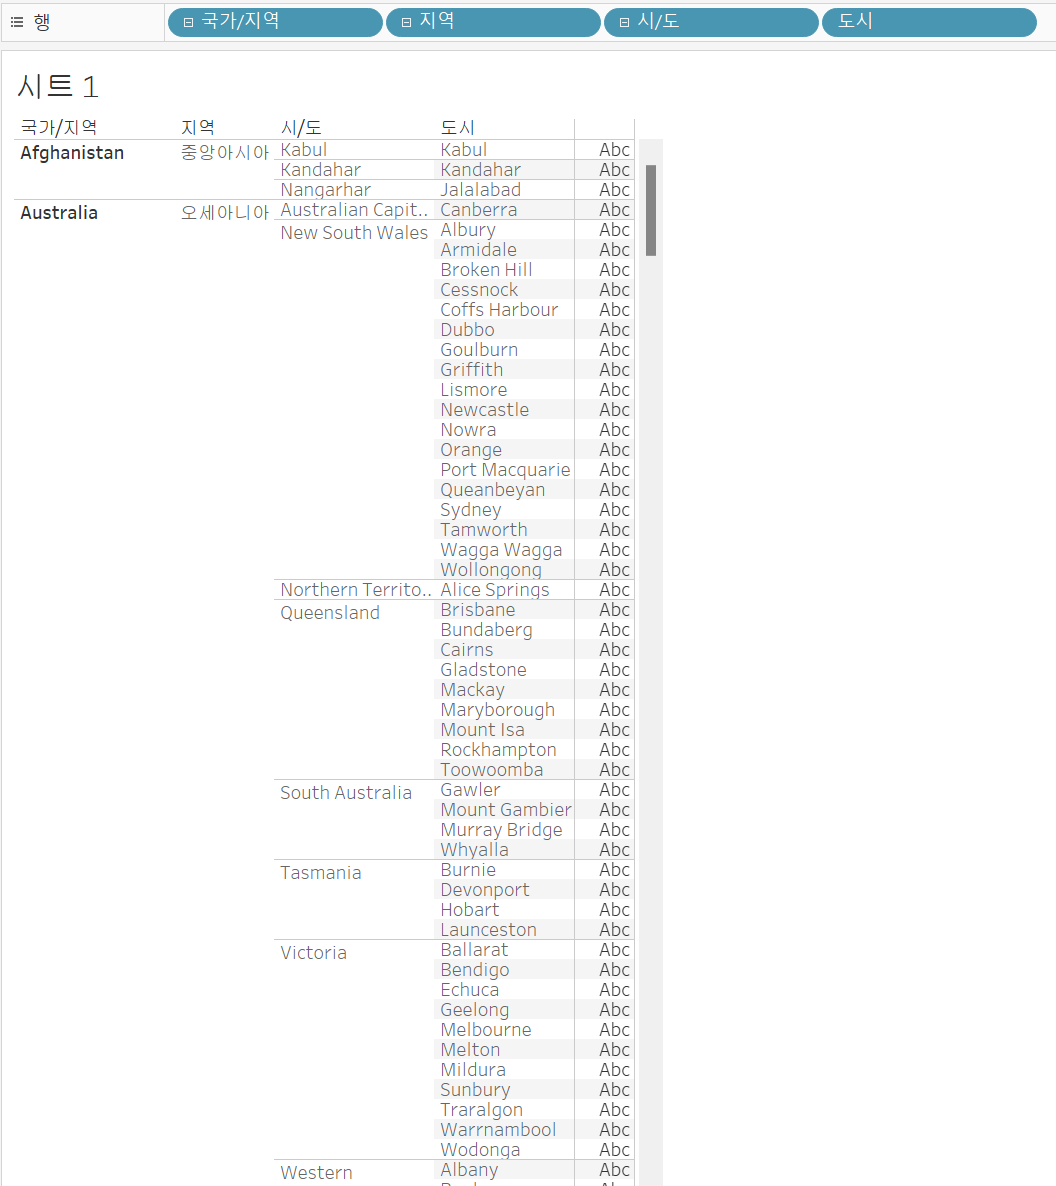 행 국가/지역 지역 시/도 도시
시트 1
국가/지역 지역 시/도 도시
Afghanistan 중앙아시아 Kabul Kabul Abc
Kandahar Kandahar Abc
Nangarhar Jalalabad Abc
Australia 오세아니아 Australian Capit.. Canberra Abc
New South Wales Albury Abc
Armidale Abc
Broken Hill Abc
Cessnock Abc
Coffs Harbour Abc
Dubbo Abc
Goulburn Abc
Griffith Abc
Lismore Abc
Newcastle Abc
Nowra Abc
Orange Abc
Port Macquarie Abc
Queanbeyan Abc
Sydney Abc
Tamworth Abc
Wagga Wagga Abc
Wollongong Abc
Northern Territo.. Alice Springs Abc
Queensland Brisbane Abc
Bundaberg Abc
Cairns Abc
Gladstone Abc
Mackay Abc
Maryborough Abc
Mount Isa Abc
Rockhampton Abc
Toowoomba Abc
South Australia Gawler Abc
Mount Gambier Abc
Murray Bridge Abc
Whyalla Abc
Tasmania Burnie Abc
Devonport Abc
Hobart Abc
Launceston Abc
Victoria Ballarat Abc
Bendigo Abc
Echuca Abc
Geelong Abc
Melbourne Abc
Melton Abc
Mildura Abc
Sunbury Abc
Traralgon Abc
Warrnambool Abc
Wodonga Abc
Western Albany Abc